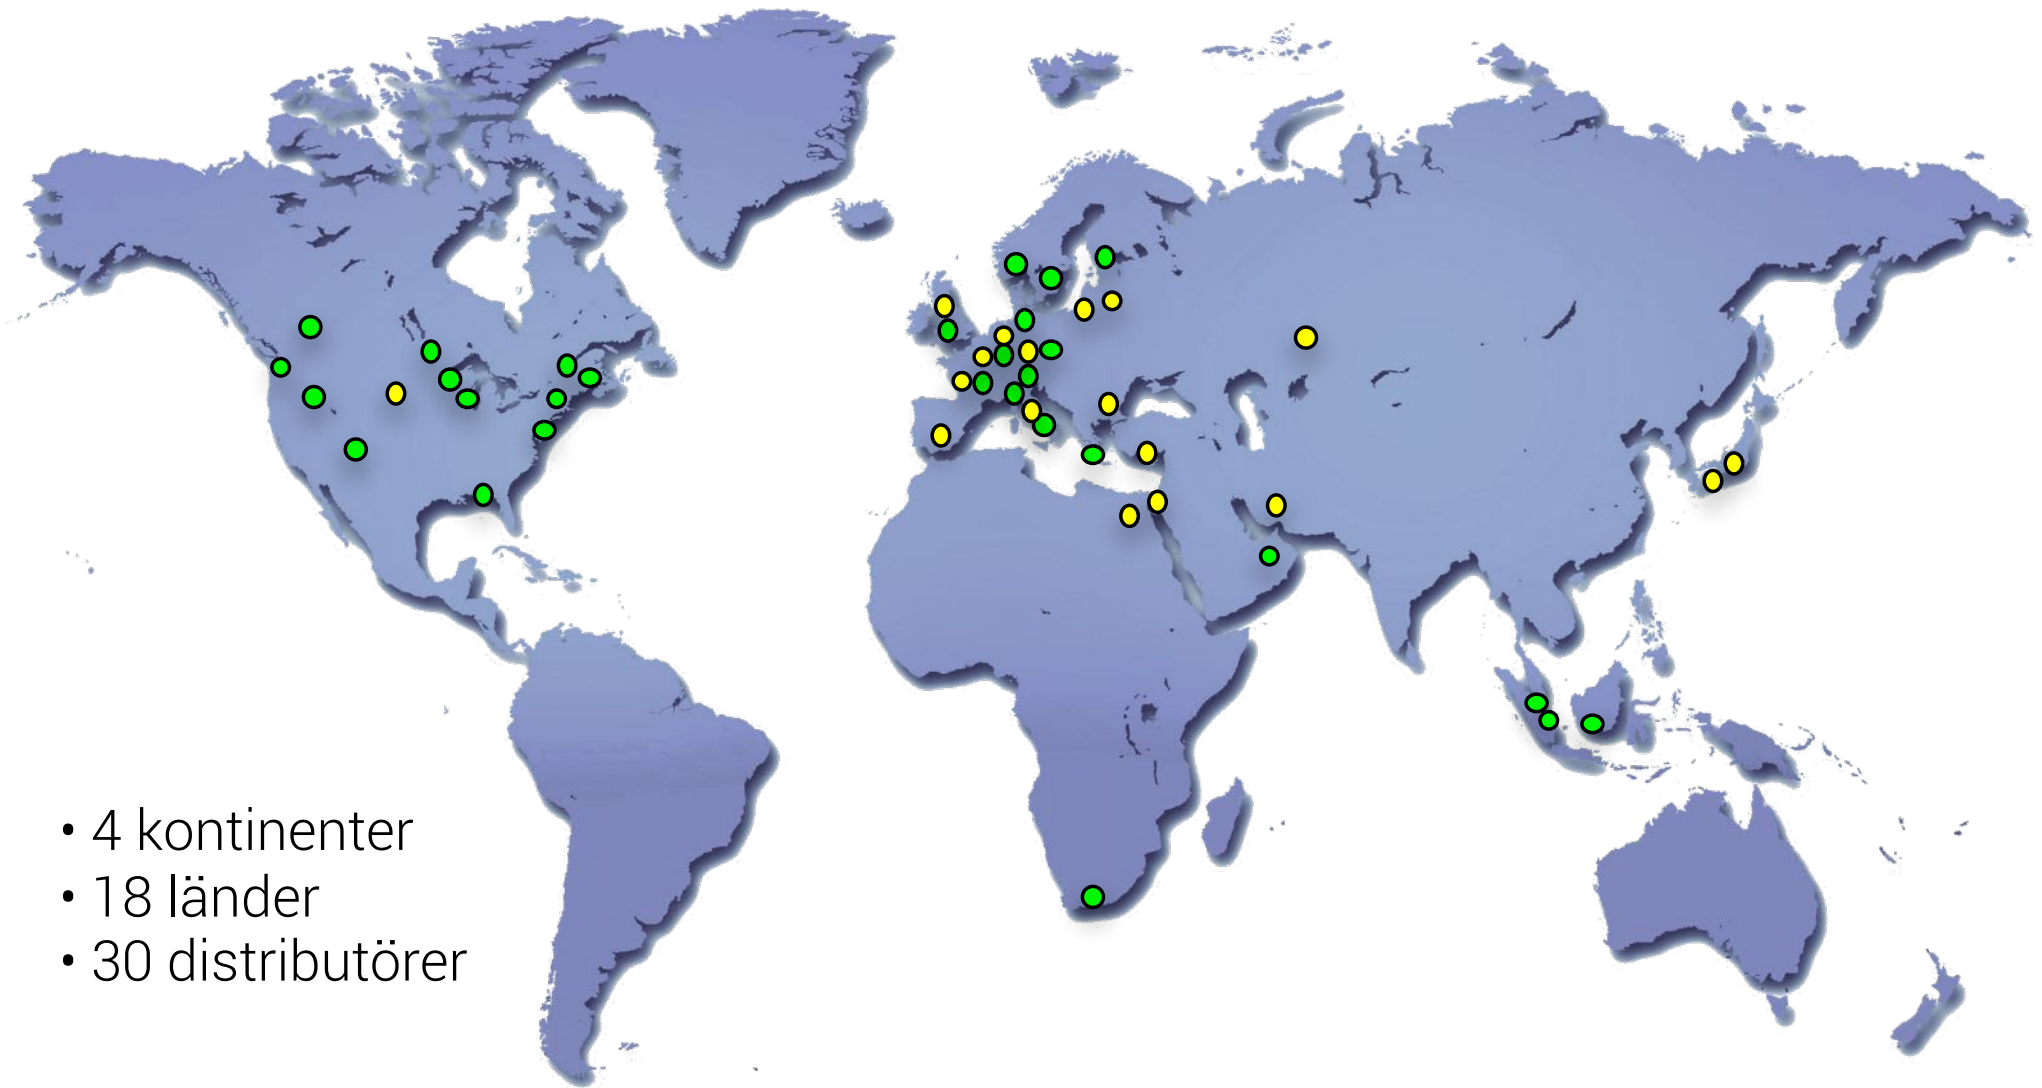 • 4 kontinenter
• 18 länder
• 30 distributörer